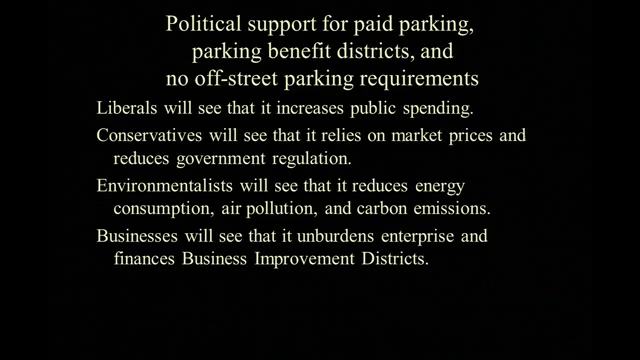 Political support for paid parking,
parking benefit districts, and
no off-street parking requirements
Liberals will see that it increases public spending.
Conservatives will see that it relies on market prices and
reduces government regulation.
Environmentalists will see that it reduces energy
consumption, air pollution, and carbon emissions.
Businesses will see that it unburdens enterprise and
finances Business Improvement Districts.